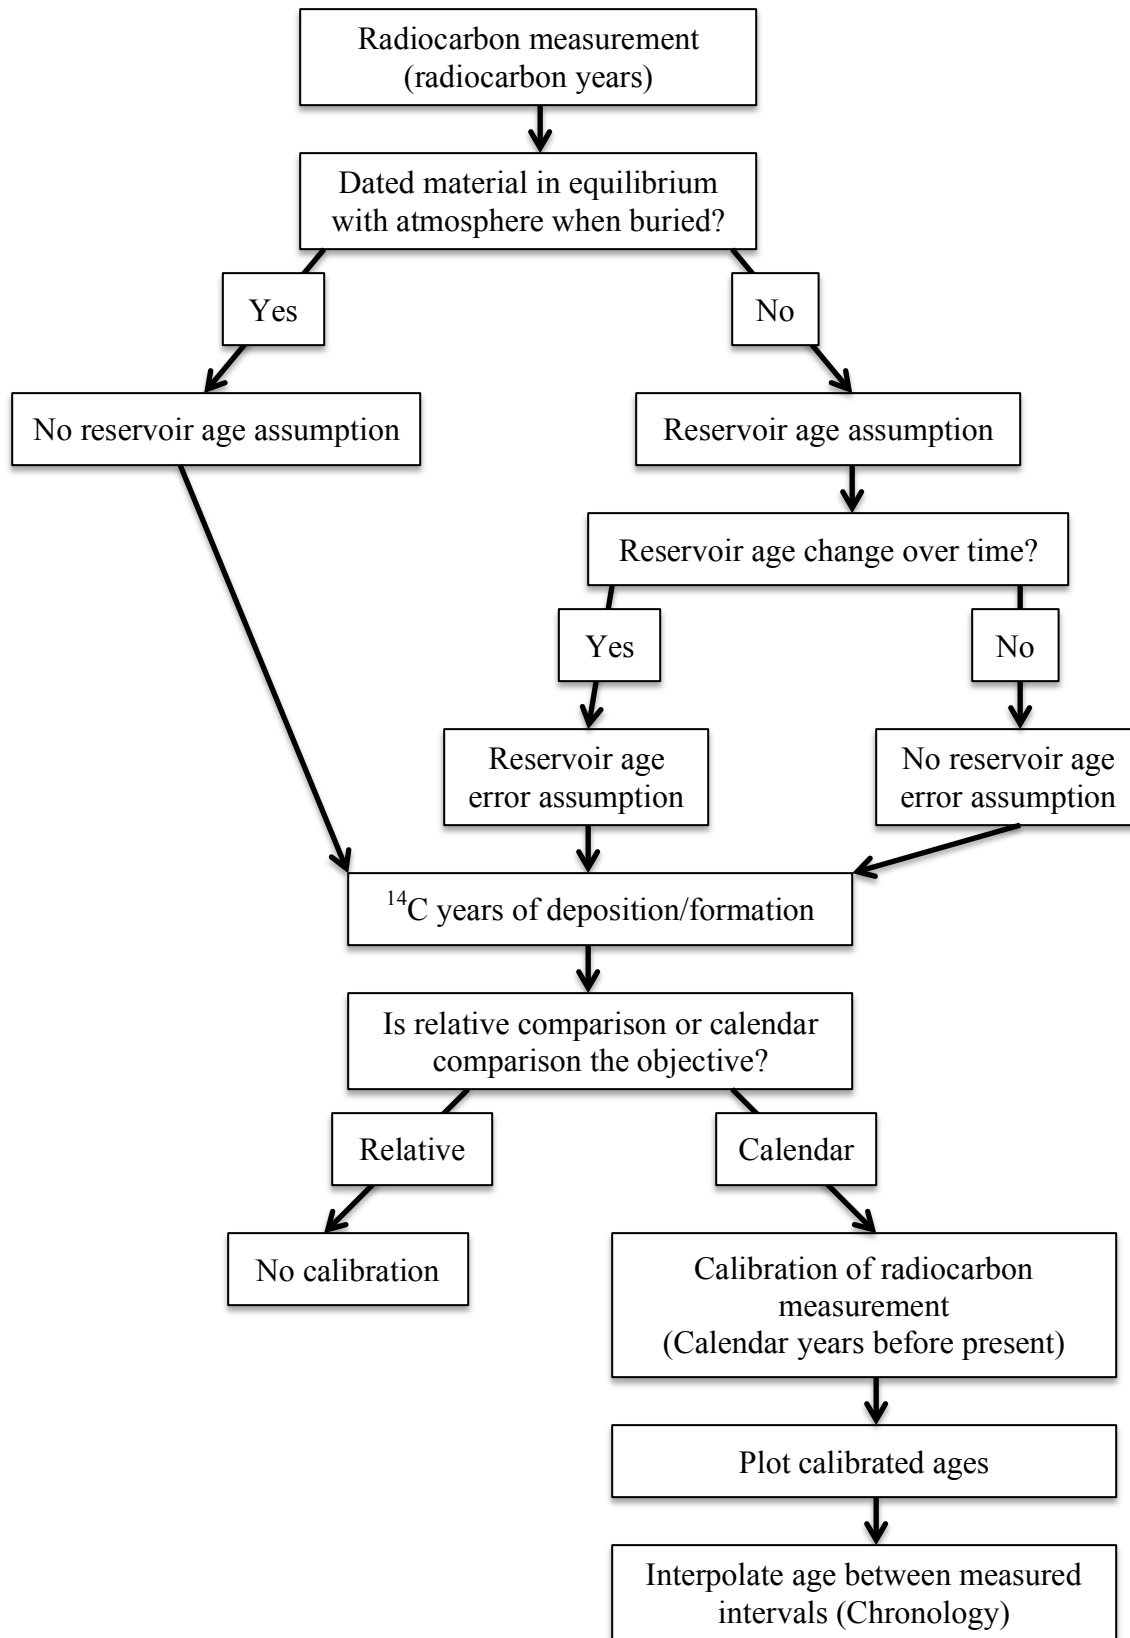 Radiocarbon measurement
(radiocarbon years)
Dated material in equilibrium
with atmosphere when buried?
Yes
No
No reservoir age assumption
Reservoir age assumption
Reservoir age change over time?
Yes
No
Reservoir age
error assumption
No reservoir age
error assumption
¹⁴C years of deposition/formation
Is relative comparison or calendar
comparison the objective?
Relative
Calendar
No calibration
Calibration of radiocarbon
measurement
(Calendar years before present)
Plot calibrated ages
Interpolate age between measured
intervals (Chronology)